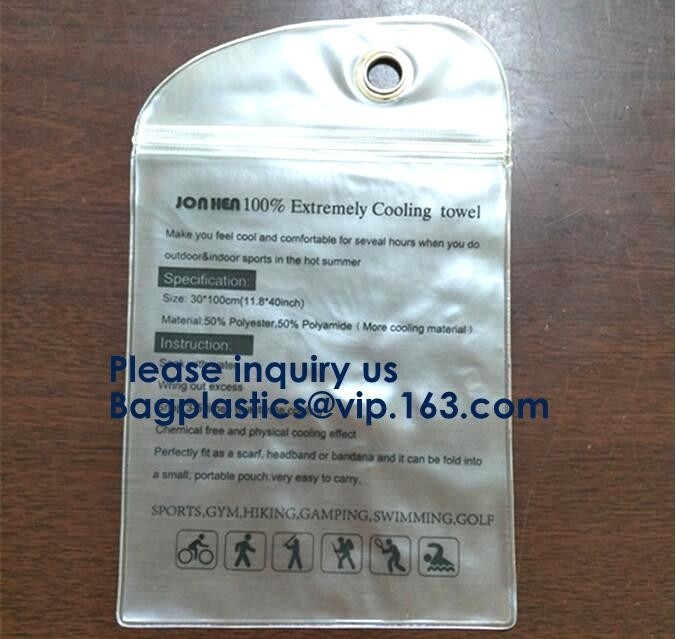 JON HEN 100% Extremely Cooling towel
Make you feel cool and comfortable for seveal hours when you do
outdoor&indoor sports in the hot summer
Specification:
Size: 30*100cm(11.8*40inch)
Material:50% Polyester,50% Polyamide ( More cooling material )
Instruction:
Please inquiry us
Wring out excess
Bagplastics@vip.163.com
Chemical free and physical cooling effect
Perfectly fit as a scarf, headband or bandana and it can be fold into
a small, portable pouch.very easy to carry.
SPORTS,GYM,HIKING,GAMPING,SWIMMING,GOLF